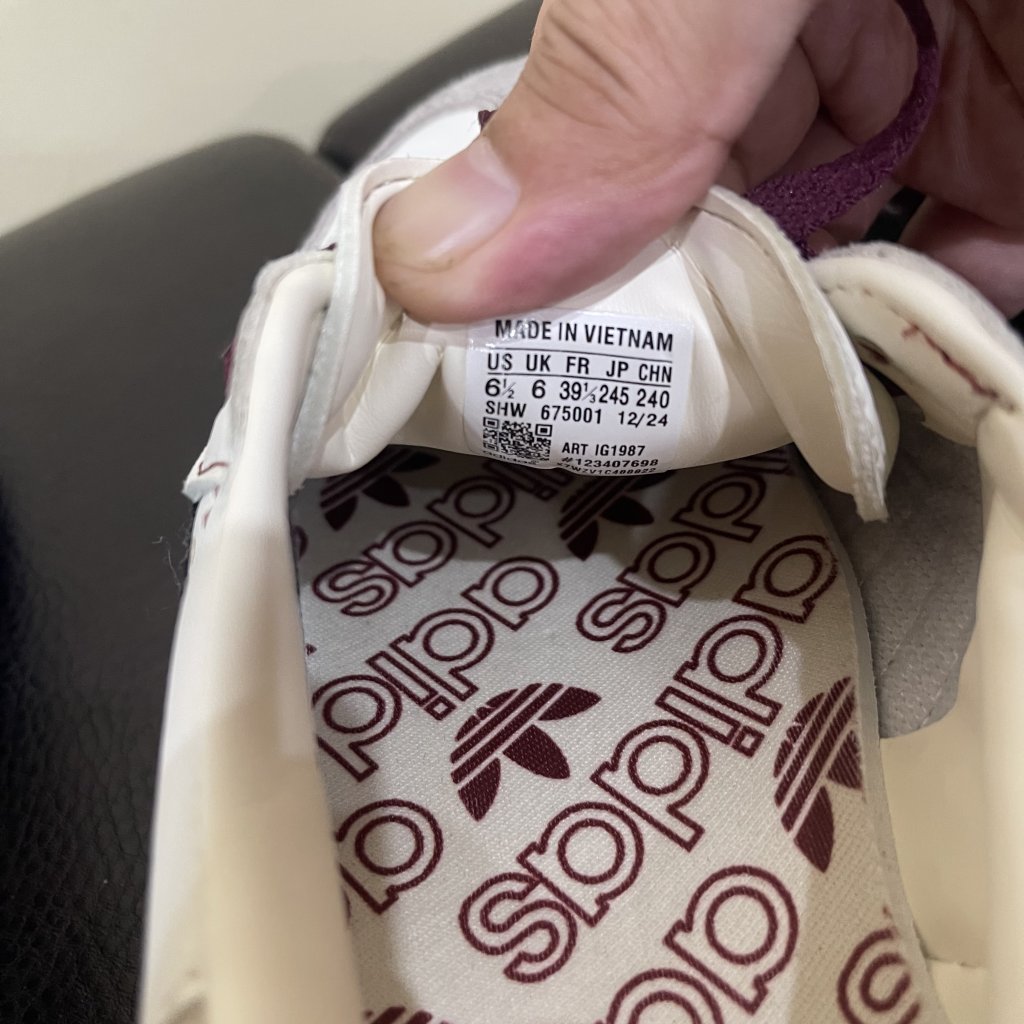 MADE IN VIETNAM
US UK FR JP CHN
6½ 6 39⅓ 245 240
SHW 675001 12/24
ART IG1987
adidas #123407698
adidas
adidas
adidas
adidas